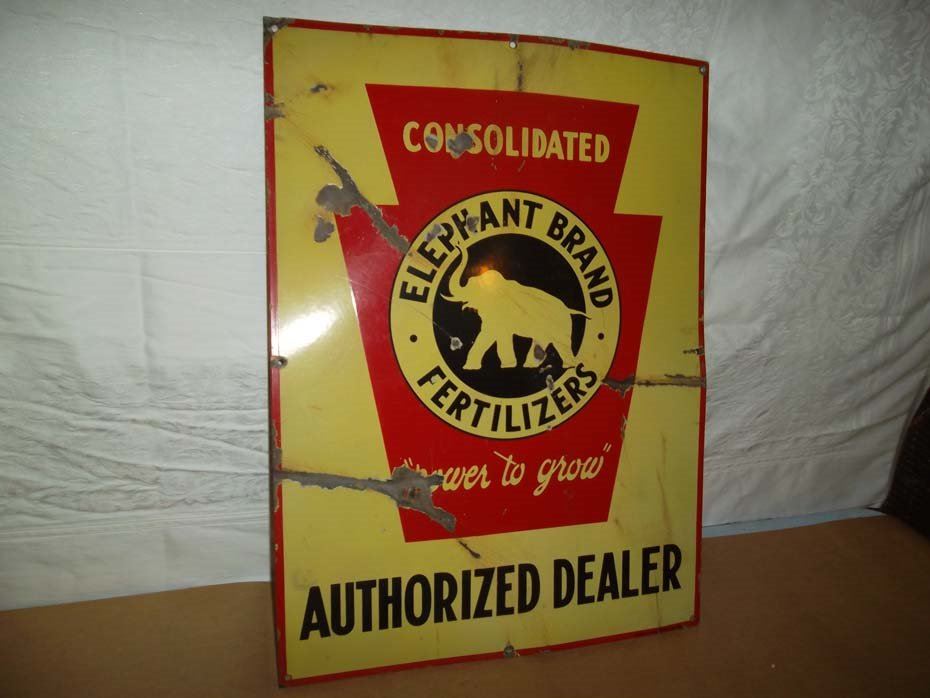 CONSOLIDATED
ELEPHANT BRAND
FERTILIZERS
"power to grow"
AUTHORIZED DEALER